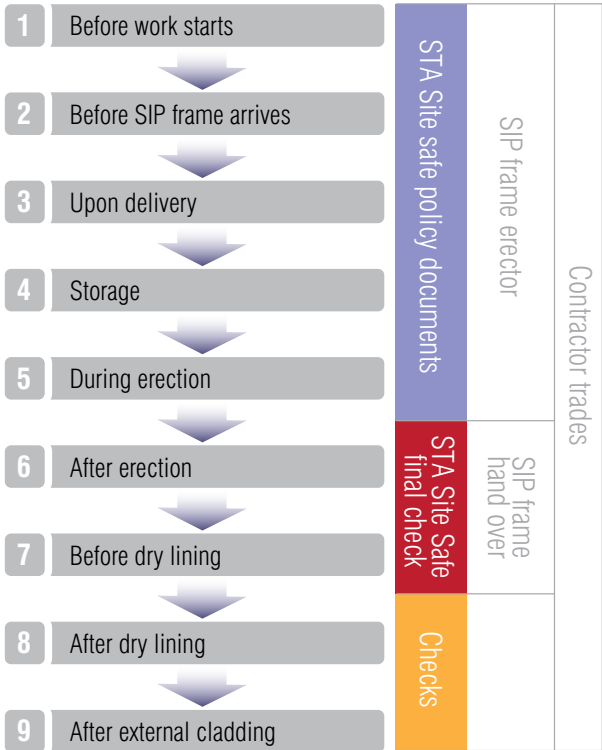 1 Before work starts
2 Before SIP frame arrives
3 Upon delivery
4 Storage
5 During erection
6 After erection
7 Before dry lining
8 After dry lining
9 After external cladding
STA Site safe policy documents
STA Site Safe
final check
Checks
SIP frame erector
SIP frame
hand over
Contractor trades